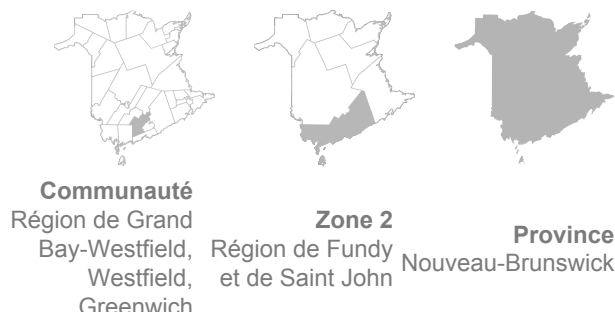 Communauté
Région de Grand
Bay-Westfield,
Westfield,
Greenwich
Zone 2
Région de Fundy
et de Saint John
Province
Nouveau-Brunswick